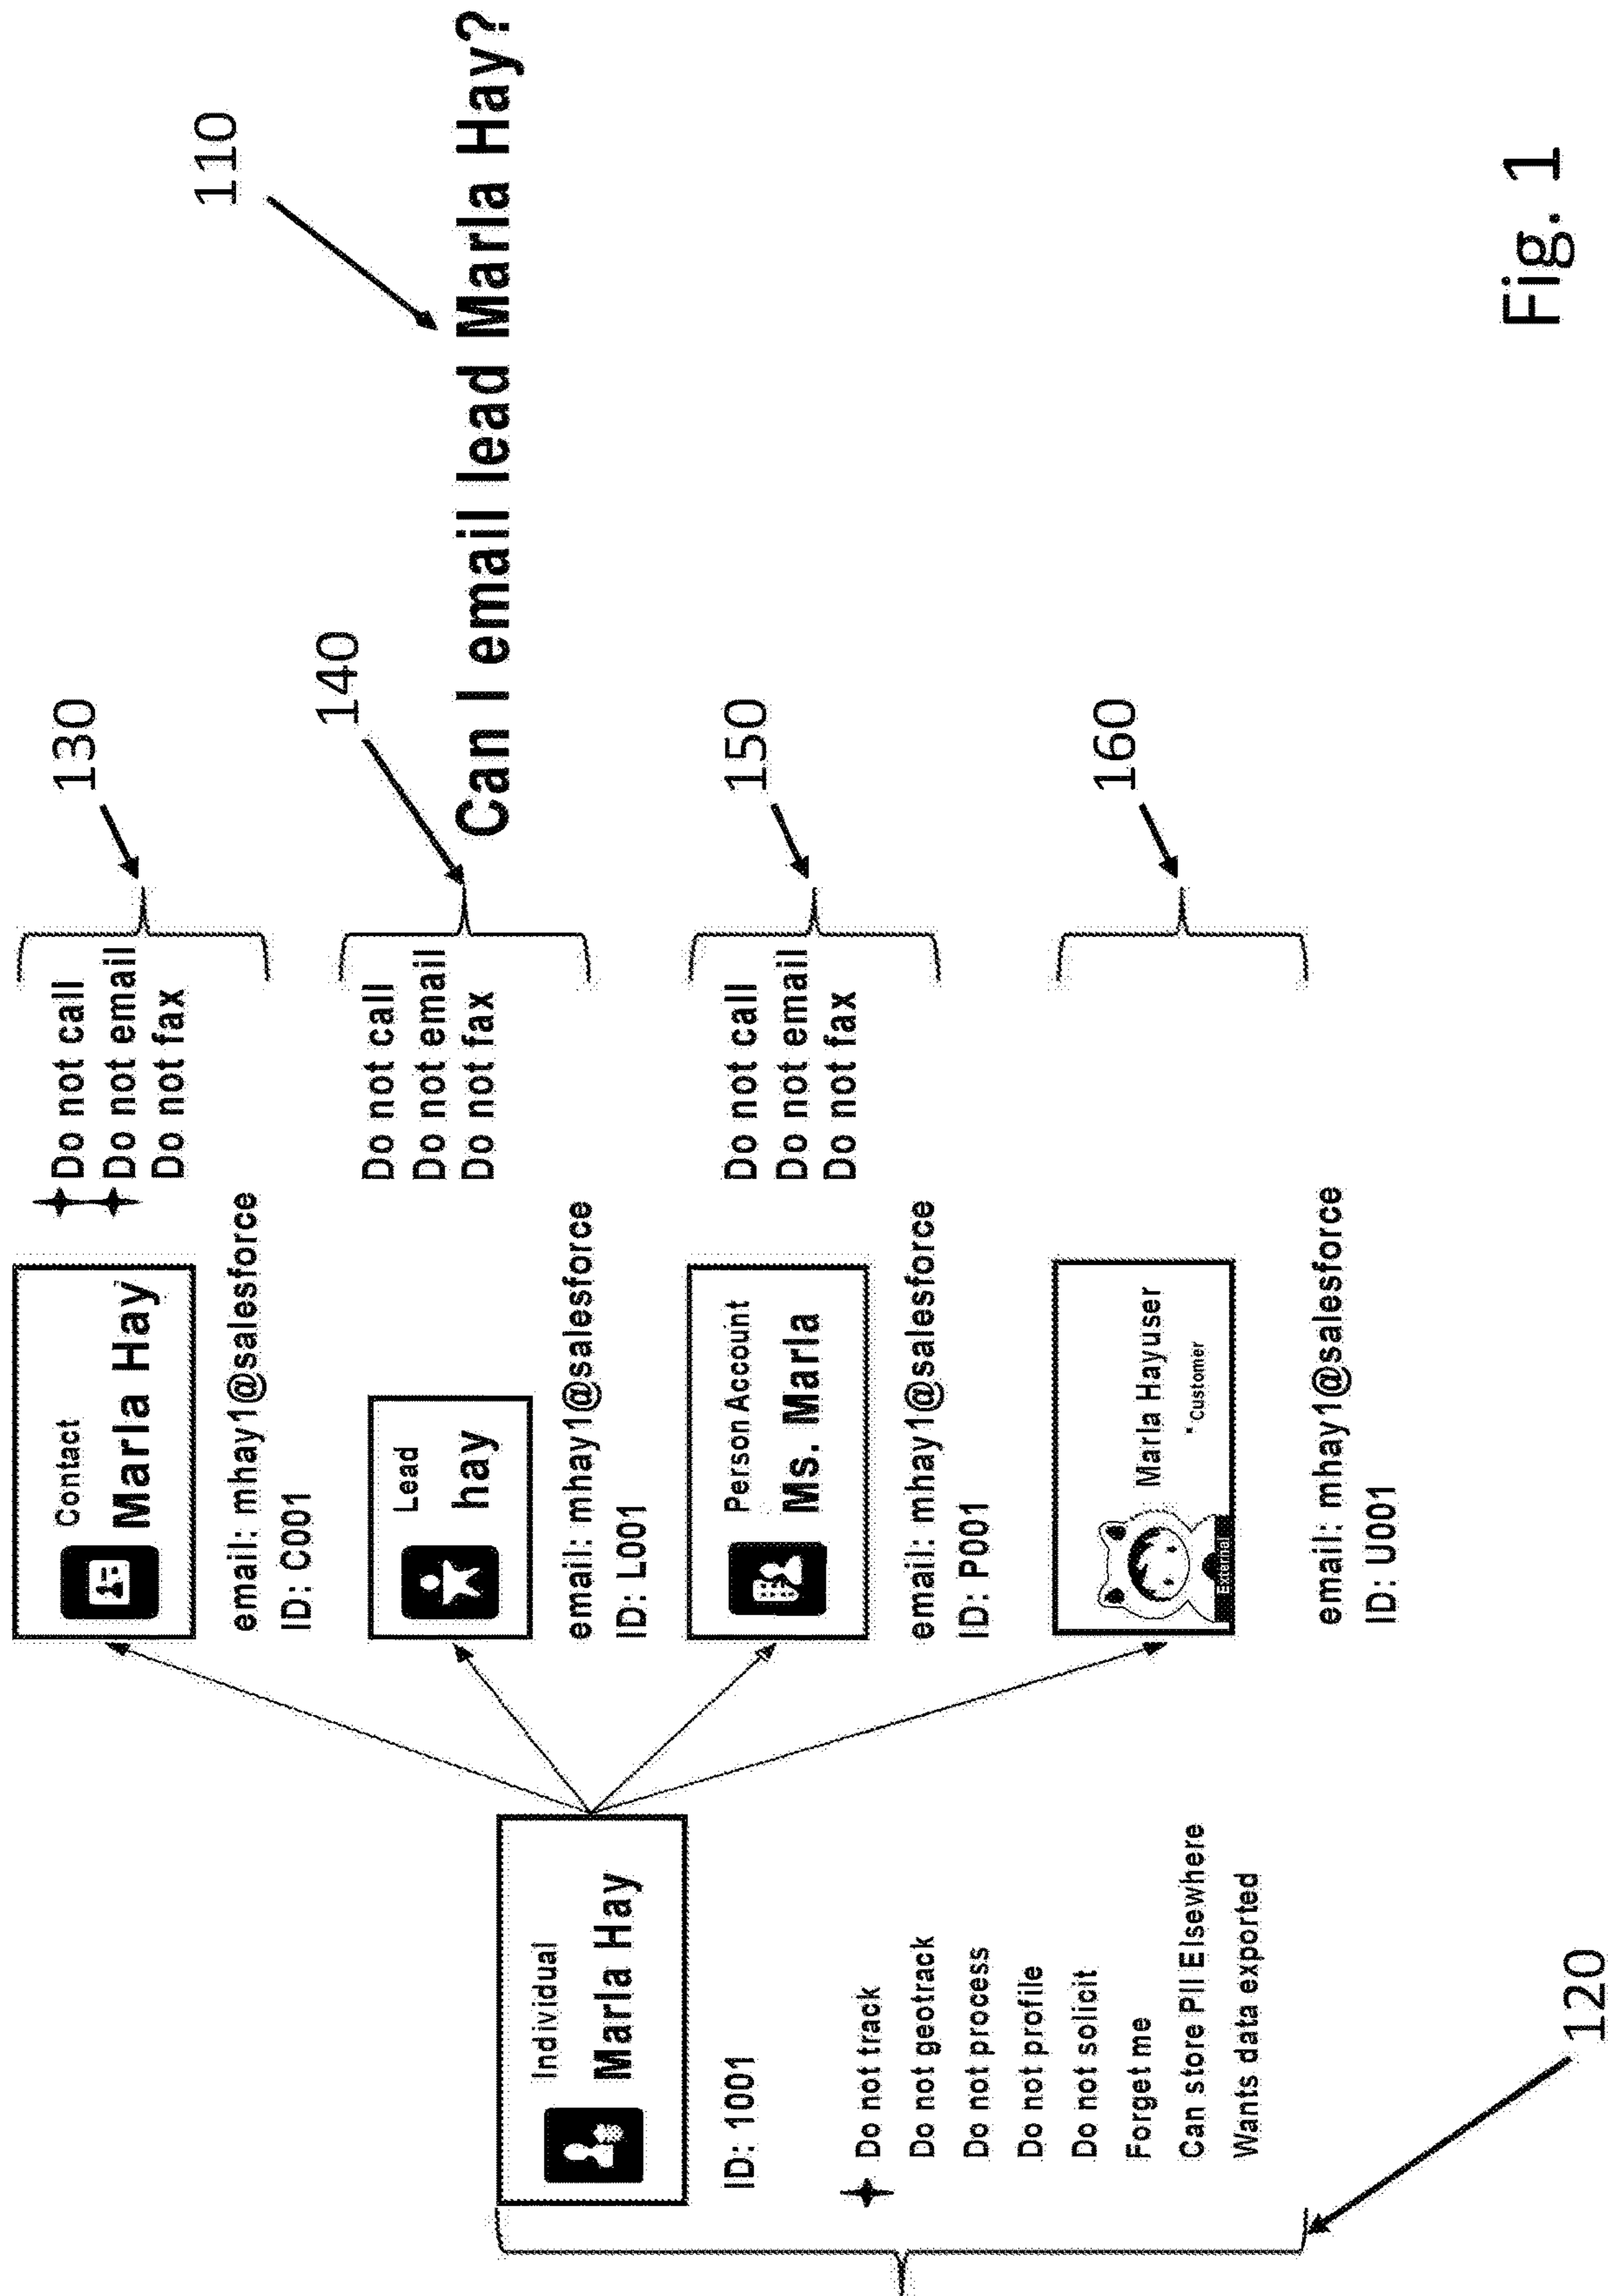 Individual
Marla Hay
ID: 1001
Do not track
Do not geotrack
Do not process
Do not profile
Do not solicit
Forget me
Can store PII Elsewhere
Wants data exported
120
Contact
Marla Hay
email: mhay1@salesforce
ID: C001
Do not call
Do not email
Do not fax
130
Lead
hay
email: mhay1@salesforce
ID: L001
Do not call
Do not email
Do not fax
140
Can I email lead Marla Hay?
110
Person Account
Ms. Marla
email: mhay1@salesforce
ID: P001
Do not call
Do not email
Do not fax
150
External
Marla Hayuser
Customer
email: mhay1@salesforce
ID: U001
160
Fig. 1